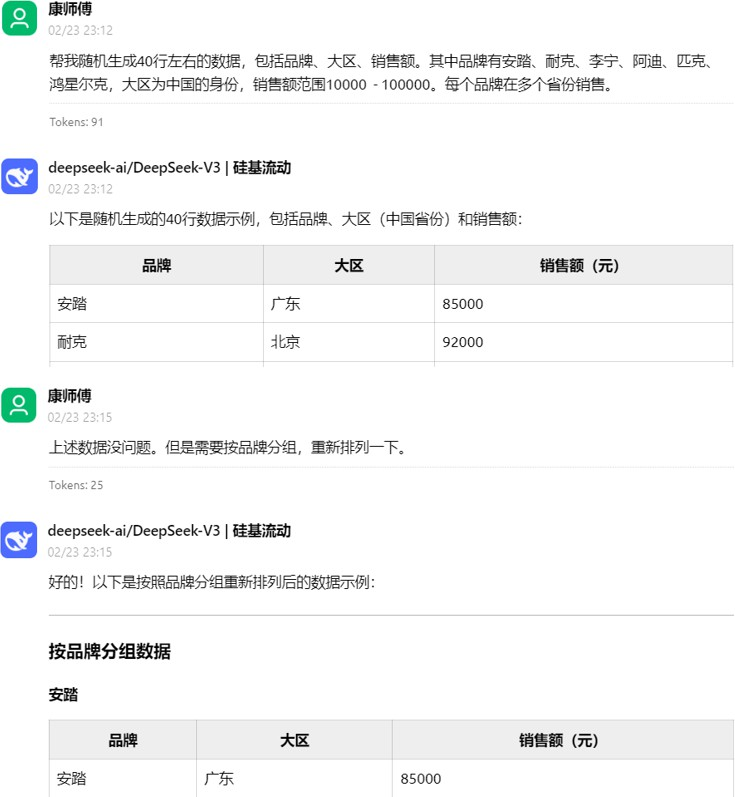 康师傅
02/23 23:12
帮我随机生成40行左右的数据，包括品牌、大区、销售额。其中品牌有安踏、耐克、李宁、阿迪、匹克、
鸿星尔克，大区为中国的身份，销售额范围10000 - 100000。每个品牌在多个省份销售。
Tokens: 91
deepseek-ai/DeepSeek-V3 | 硅基流动
02/23 23:12
以下是随机生成的40行数据示例，包括品牌、大区（中国省份）和销售额：
品牌 大区 销售额（元）
安踏 广东 85000
耐克 北京 92000
康师傅
02/23 23:15
上述数据没问题。但是需要按品牌分组，重新排列一下。
Tokens: 25
deepseek-ai/DeepSeek-V3 | 硅基流动
02/23 23:15
好的！以下是按照品牌分组重新排列后的数据示例：
按品牌分组数据
安踏
品牌 大区 销售额（元）
安踏 广东 85000